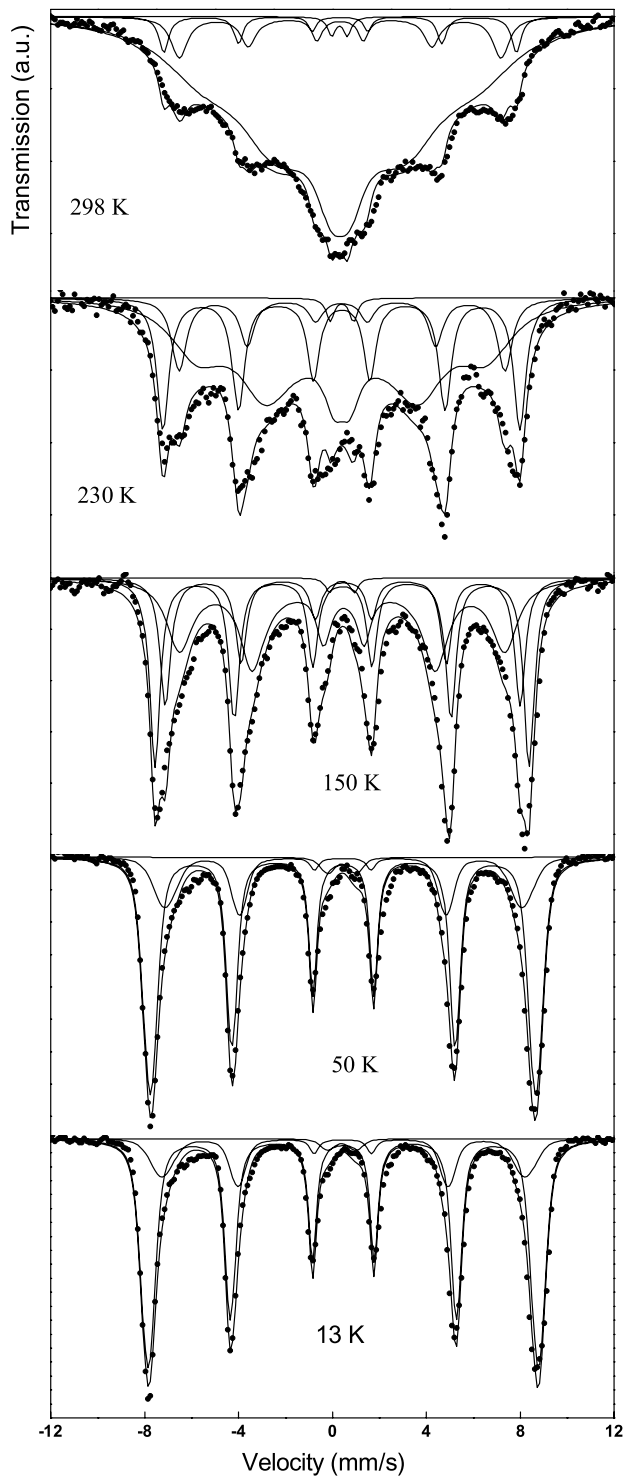 Transmission (a.u.)
298 K
230 K
150 K
50 K
13 K
-12 -8 -4 0 4 8 12
Velocity (mm/s)